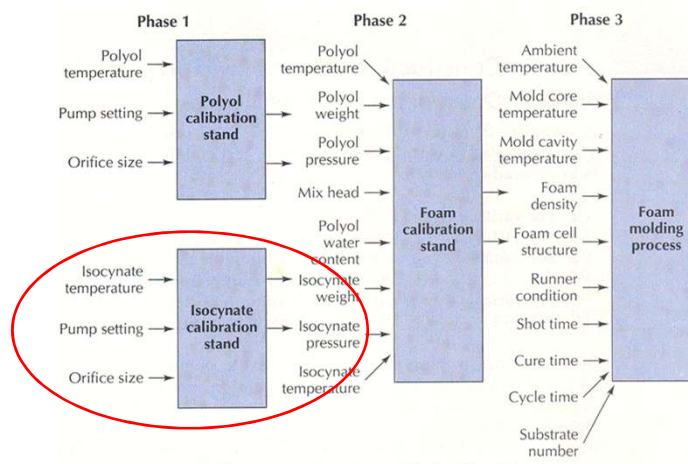 Phase 1
Phase 2
Phase 3
Polyol
temperature
Pump setting
Orifice size
Polyol
calibration
stand
Isocynate
temperature
Pump setting
Orifice size
Isocynate
calibration
stand
Polyol
temperature
Polyol
weight
Polyol
pressure
Mix head
Polyol
water
content
Isocynate
weight
Isocynate
pressure
Isocynate
temperature
Foam
calibration
stand
Ambient
temperature
Mold core
temperature
Mold cavity
temperature
Foam
density
Foam cell
structure
Runner
condition
Shot time
Cure time
Cycle time
Substrate
number
Foam
molding
process